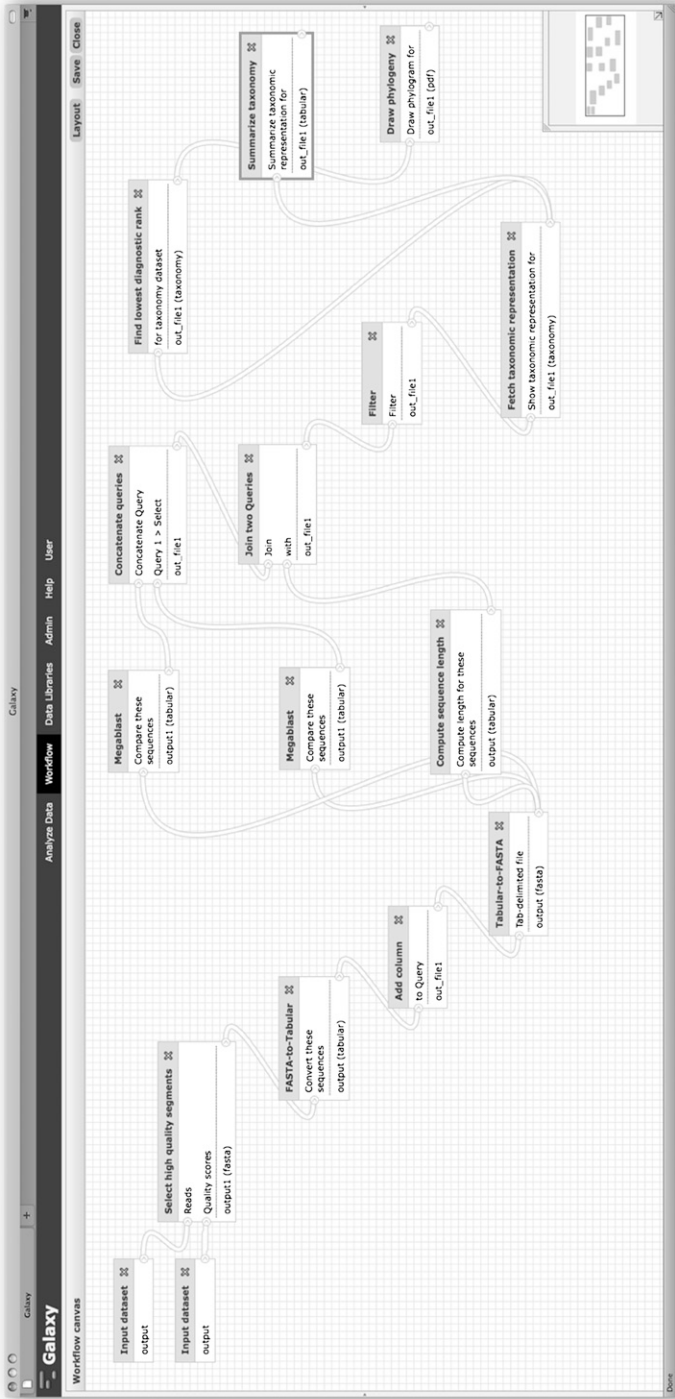 Galaxy
Galaxy
+
Galaxy
Analyze Data
Workflow
Data Libraries
Admin
Help
User
Workflow canvas
Layout
Save
Close
Input dataset
output
Input dataset
output
Select high quality segments
Reads
Quality scores
output1 (fasta)
FASTA-to-Tabular
Convert these
sequences
output (tabular)
Add column
to Query
out_file1
Tabular-to-FASTA
Tab-delimited file
output (fasta)
Megablast
Compare these
sequences
output1 (tabular)
Megablast
Compare these
sequences
output1 (tabular)
Compute sequence length
Compute length for these
sequences
output (tabular)
Concatenate queries
Concatenate Query
Query 1 > Select
out_file1
Join two Queries
Join
with
out_file1
Filter
Filter
out_file1
Fetch taxonomic representation
Show taxonomic representation for
out_file1 (taxonomy)
Find lowest diagnostic rank
for taxonomy dataset
out_file1 (taxonomy)
Summarize taxonomy
Summarize taxonomic
representation for
out_file1 (tabular)
Draw phylogeny
Draw phylogram for
out_file1 (pdf)
Done